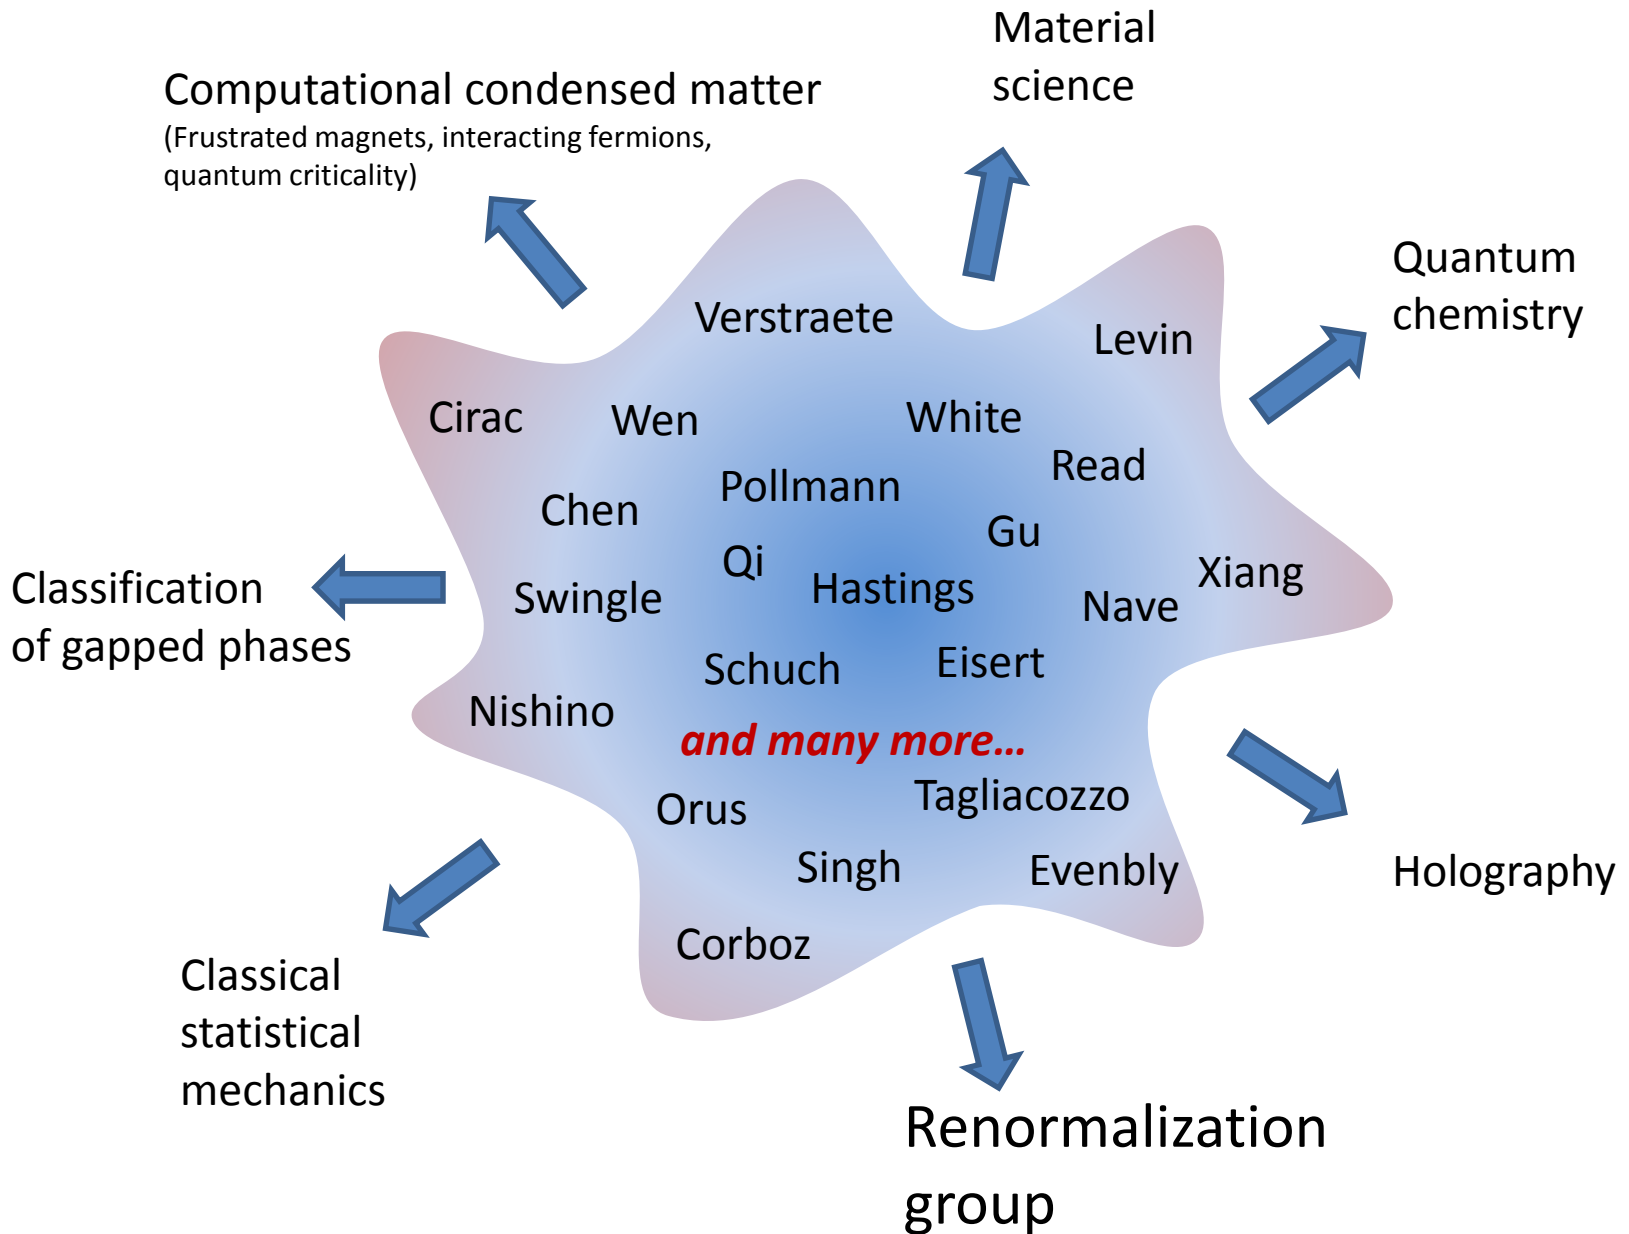 Material
science
Computational condensed matter
(Frustrated magnets, interacting fermions,
quantum criticality)
Quantum
chemistry
Verstraete
Levin
Cirac
Wen
White
Read
Pollmann
Chen
Gu
Qi
Xiang
Hastings
Swingle
Nave
Classification
of gapped phases
Schuch
Eisert
Nishino
and many more...
Tagliacozzo
Orus
Singh
Evenbly
Holography
Corboz
Classical
statistical
mechanics
Renormalization
group